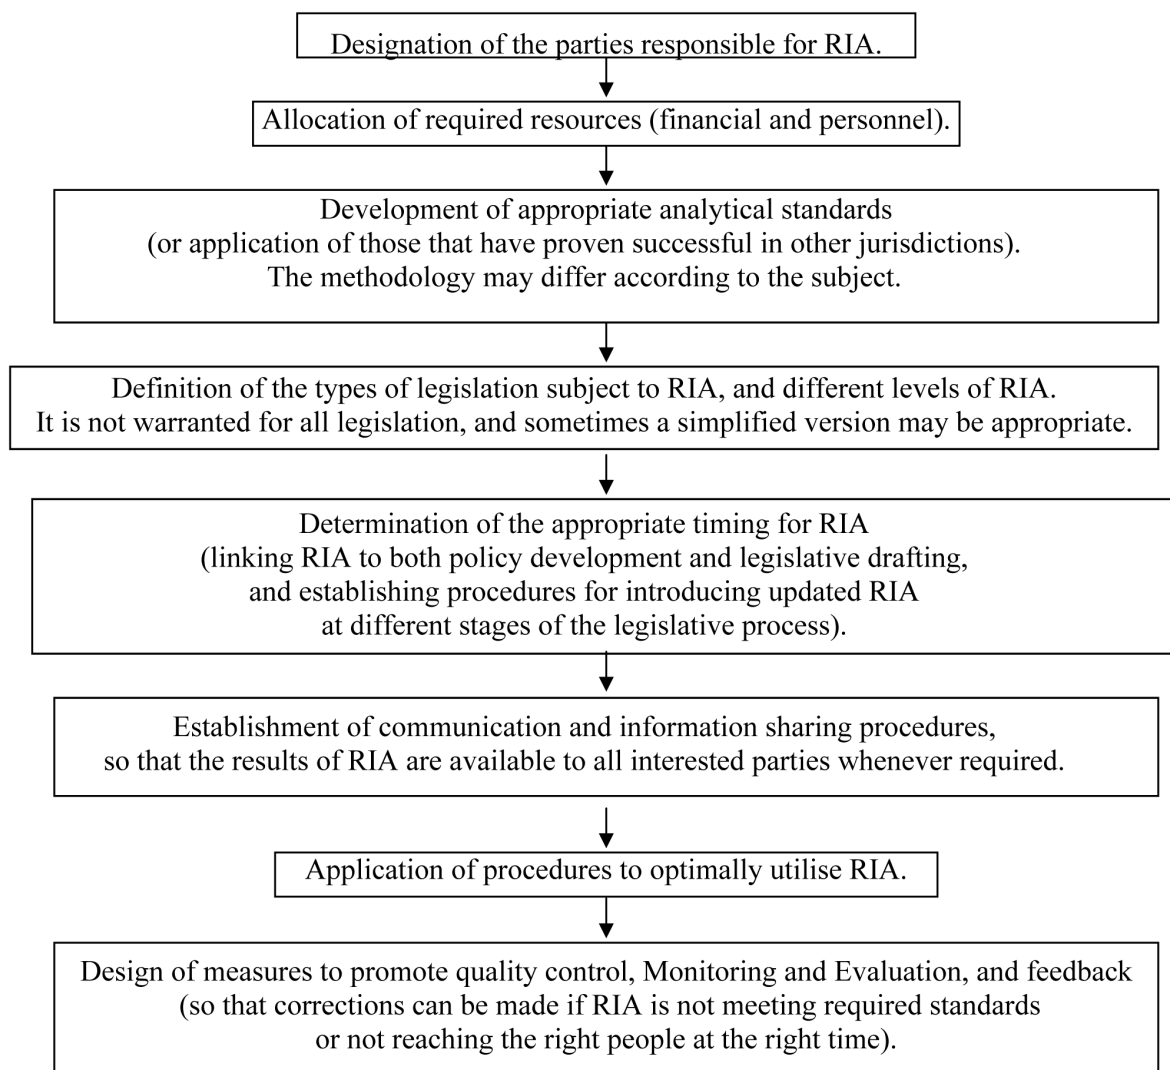 Designation of the parties responsible for RIA.
Allocation of required resources (financial and personnel).
Development of appropriate analytical standards
(or application of those that have proven successful in other jurisdictions).
The methodology may differ according to the subject.
Definition of the types of legislation subject to RIA, and different levels of RIA.
It is not warranted for all legislation, and sometimes a simplified version may be appropriate.
Determination of the appropriate timing for RIA
(linking RIA to both policy development and legislative drafting,
and establishing procedures for introducing updated RIA
at different stages of the legislative process).
Establishment of communication and information sharing procedures,
so that the results of RIA are available to all interested parties whenever required.
Application of procedures to optimally utilise RIA.
Design of measures to promote quality control, Monitoring and Evaluation, and feedback
(so that corrections can be made if RIA is not meeting required standards
or not reaching the right people at the right time).